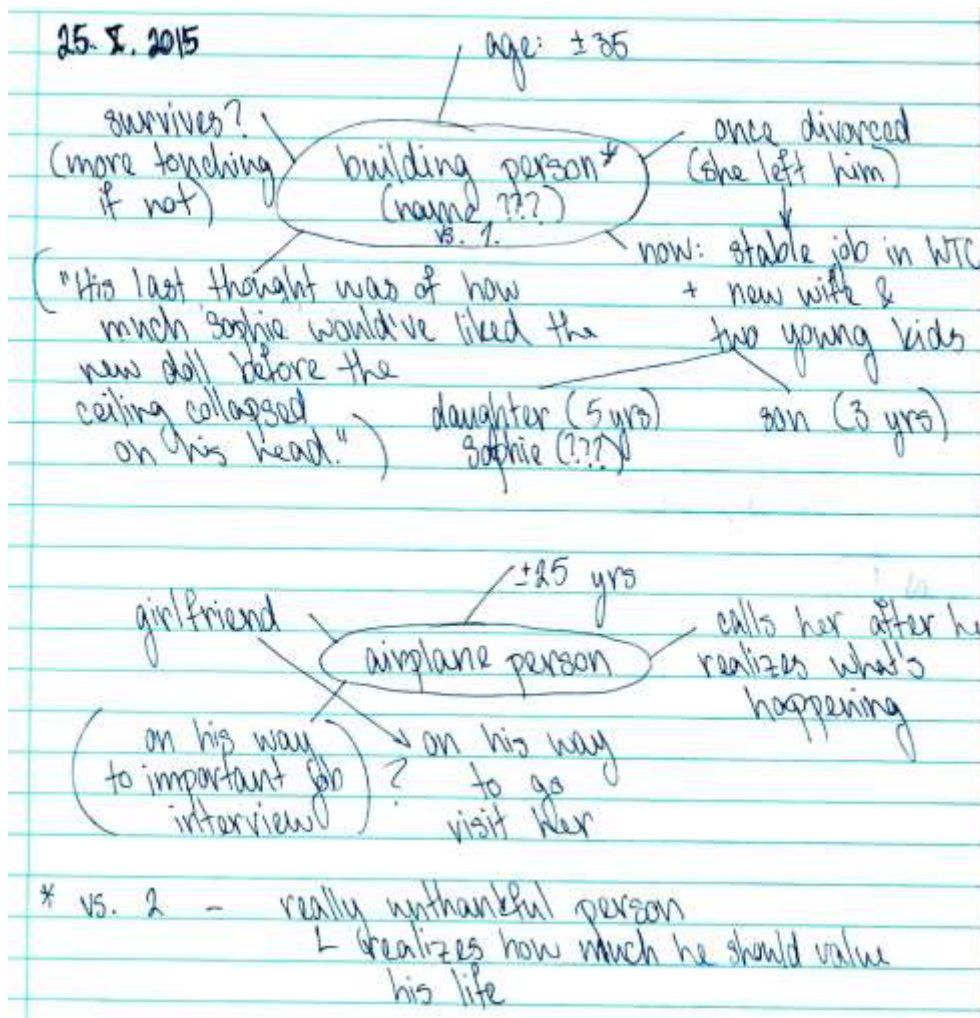 25. X. 2015
age: ±35
survives?
(more touching
if not)
building person*
(name ???)
vs. 1.
once divorced
(she left him)
now: stable job in WTC
+ new wife &
two young kids
daughter (5 yrs)
Sophie (???)
son (3 yrs)
("His last thought was of how
much Sophie would've liked the
new doll before the
ceiling collapsed
on his head.")
±25 yrs
girlfriend
airplane person
calls her after he
realizes what's
happening
(on his way
to important job
interview)
?
on his way
to go
visit her
* vs. 2 - really unthankful person
realizes how much he should value
his life